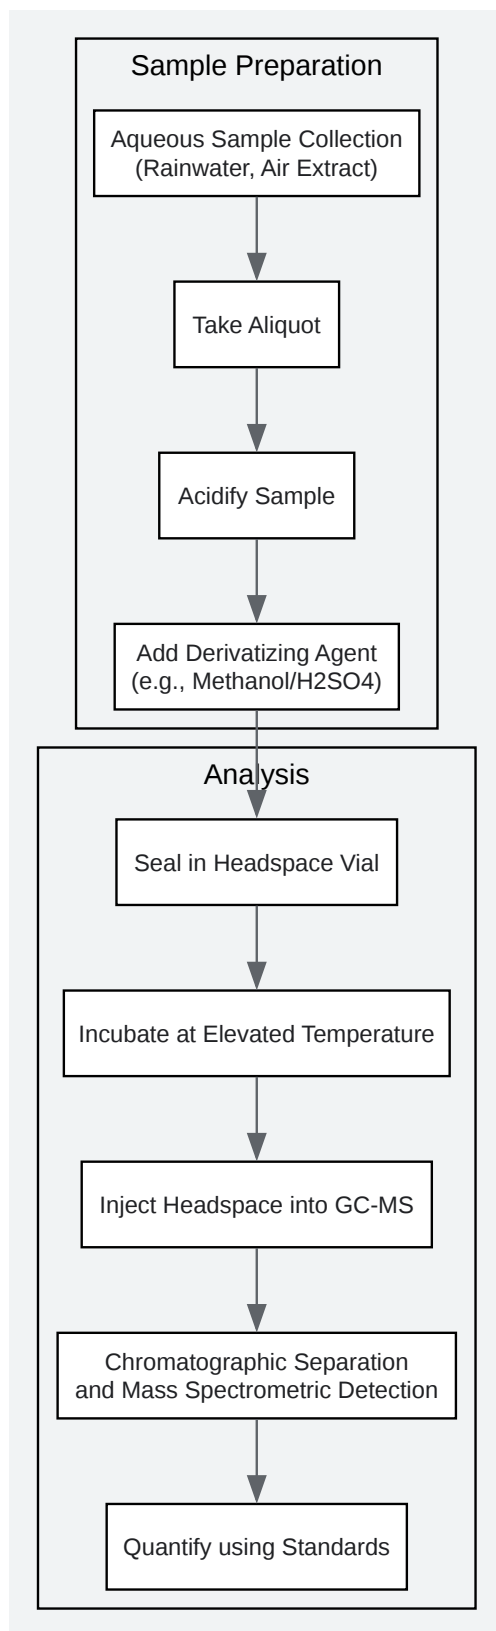 Sample Preparation
Aqueous Sample Collection
(Rainwater, Air Extract)
Take Aliquot
Acidify Sample
Add Derivatizing Agent
(e.g., Methanol/H2SO4)
Analysis
Seal in Headspace Vial
Incubate at Elevated Temperature
Inject Headspace into GC-MS
Chromatographic Separation
and Mass Spectrometric Detection
Quantify using Standards